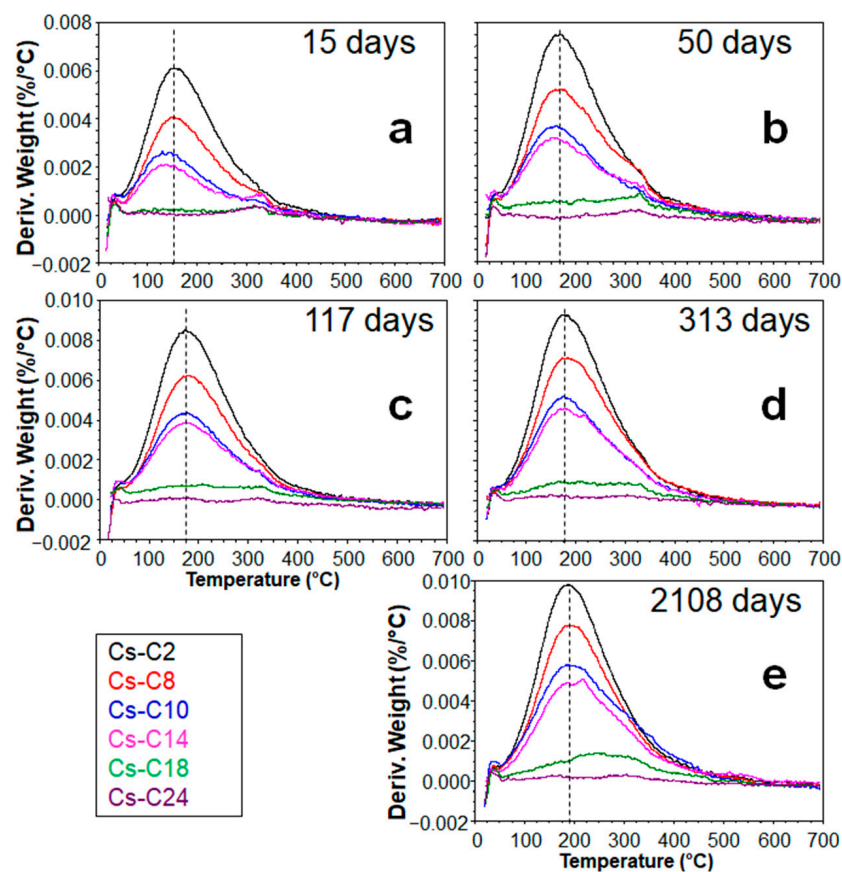 15 days
50 days
a
b
Deriv. Weight (%/°C)
0.008
0.006
0.004
0.002
0.000
−0.002
0 100 200 300 400 500 600 700
0 100 200 300 400 500 600 700
117 days
313 days
c
d
Deriv. Weight (%/°C)
0.010
0.008
0.006
0.004
0.002
0.000
−0.002
0 100 200 300 400 500 600 700
0 100 200 300 400 500 600 700
Temperature (°C)
2108 days
e
Deriv. Weight (%/°C)
0.010
0.008
0.006
0.004
0.002
0.000
−0.002
0 100 200 300 400 500 600 700
Temperature (°C)
Cs-C2
Cs-C8
Cs-C10
Cs-C14
Cs-C18
Cs-C24